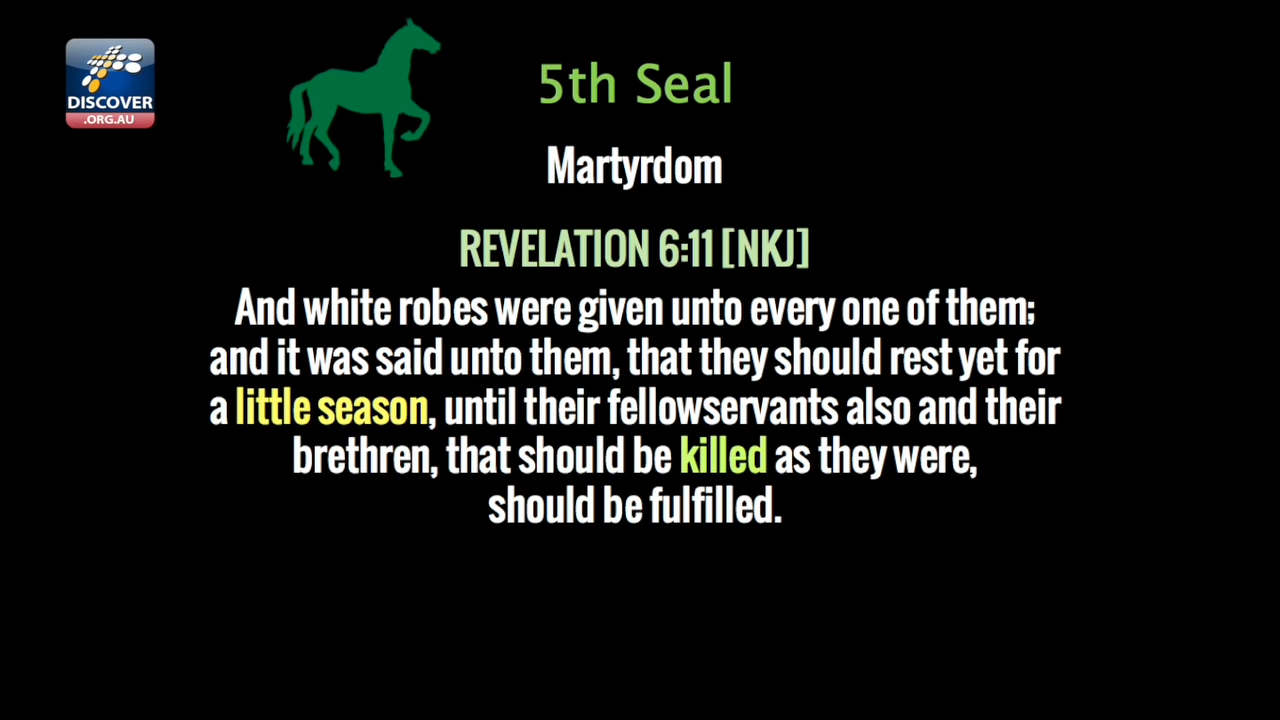 DISCOVER
.ORG.AU
5th Seal
Martyrdom
REVELATION 6:11 [NKJ]
And white robes were given unto every one of them;
and it was said unto them, that they should rest yet for
a little season, until their fellowservants also and their
brethren, that should be killed as they were,
should be fulfilled.